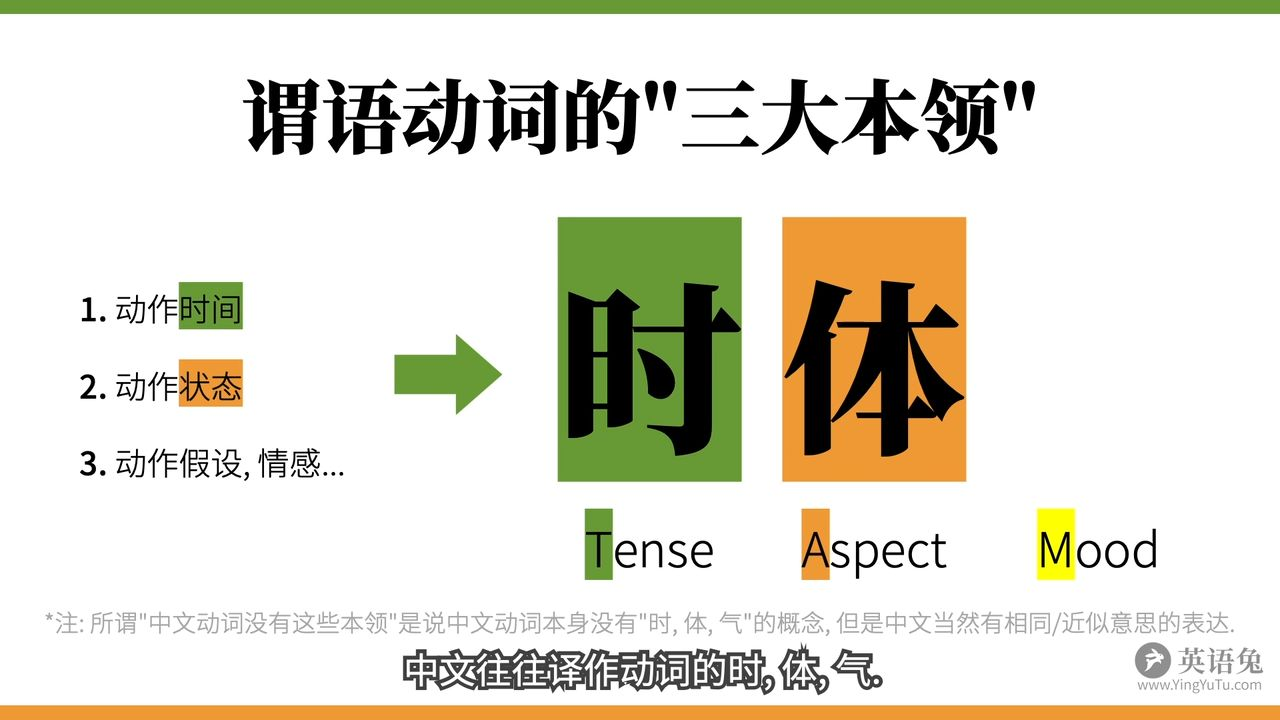 谓语动词的"三大本领"
1. 动作时间
2. 动作状态
3. 动作假设, 情感...
时 体
Tense Aspect Mood
*注: 所谓"中文动词没有这些本领"是说中文动词本身没有"时, 体, 气"的概念, 但是中文当然有相同/近似意思的表达.
中文往往译作动词的时, 体, 气.
英语兔
www.YingYuTu.com